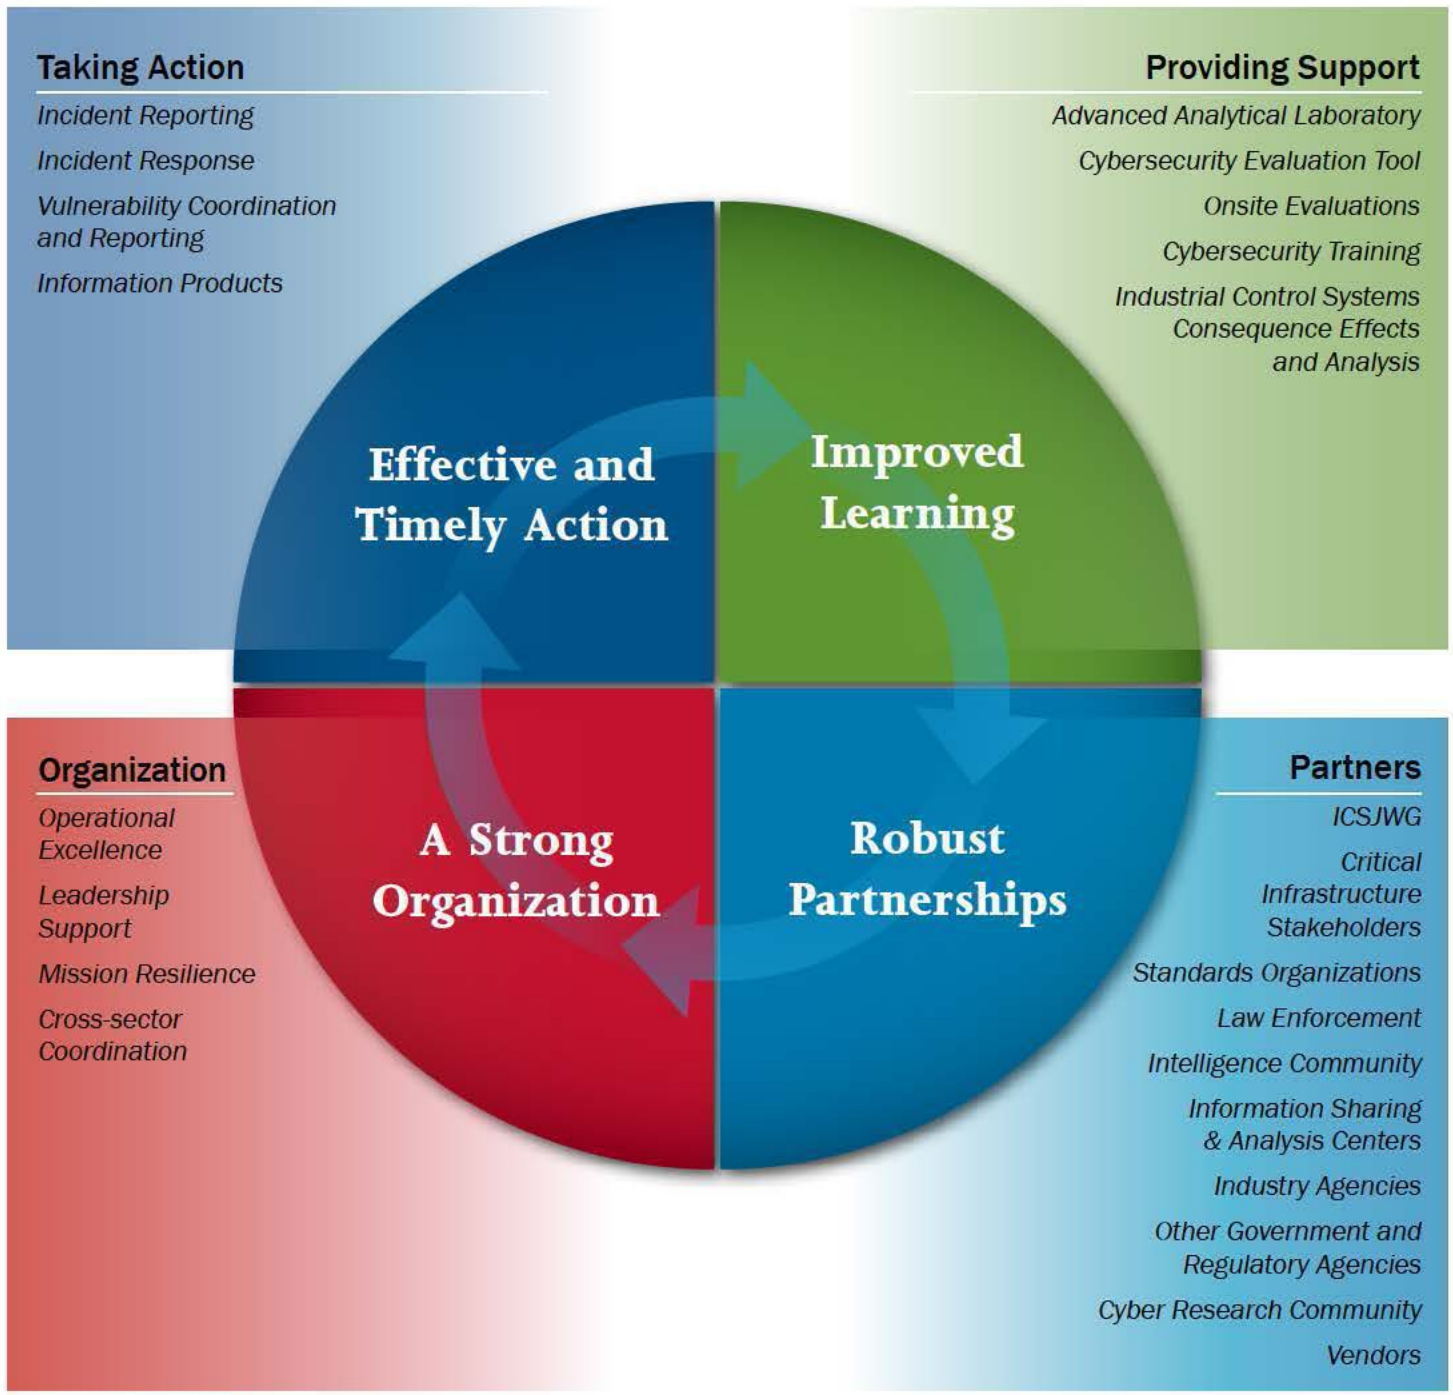 Taking Action
Incident Reporting
Incident Response
Vulnerability Coordination
and Reporting
Information Products
Providing Support
Advanced Analytical Laboratory
Cybersecurity Evaluation Tool
Onsite Evaluations
Cybersecurity Training
Industrial Control Systems
Consequence Effects
and Analysis
Effective and
Timely Action
Improved
Learning
A Strong
Organization
Robust
Partnerships
Organization
Operational
Excellence
Leadership
Support
Mission Resilience
Cross-sector
Coordination
Partners
ICSJWG
Critical
Infrastructure
Stakeholders
Standards Organizations
Law Enforcement
Intelligence Community
Information Sharing
& Analysis Centers
Industry Agencies
Other Government and
Regulatory Agencies
Cyber Research Community
Vendors